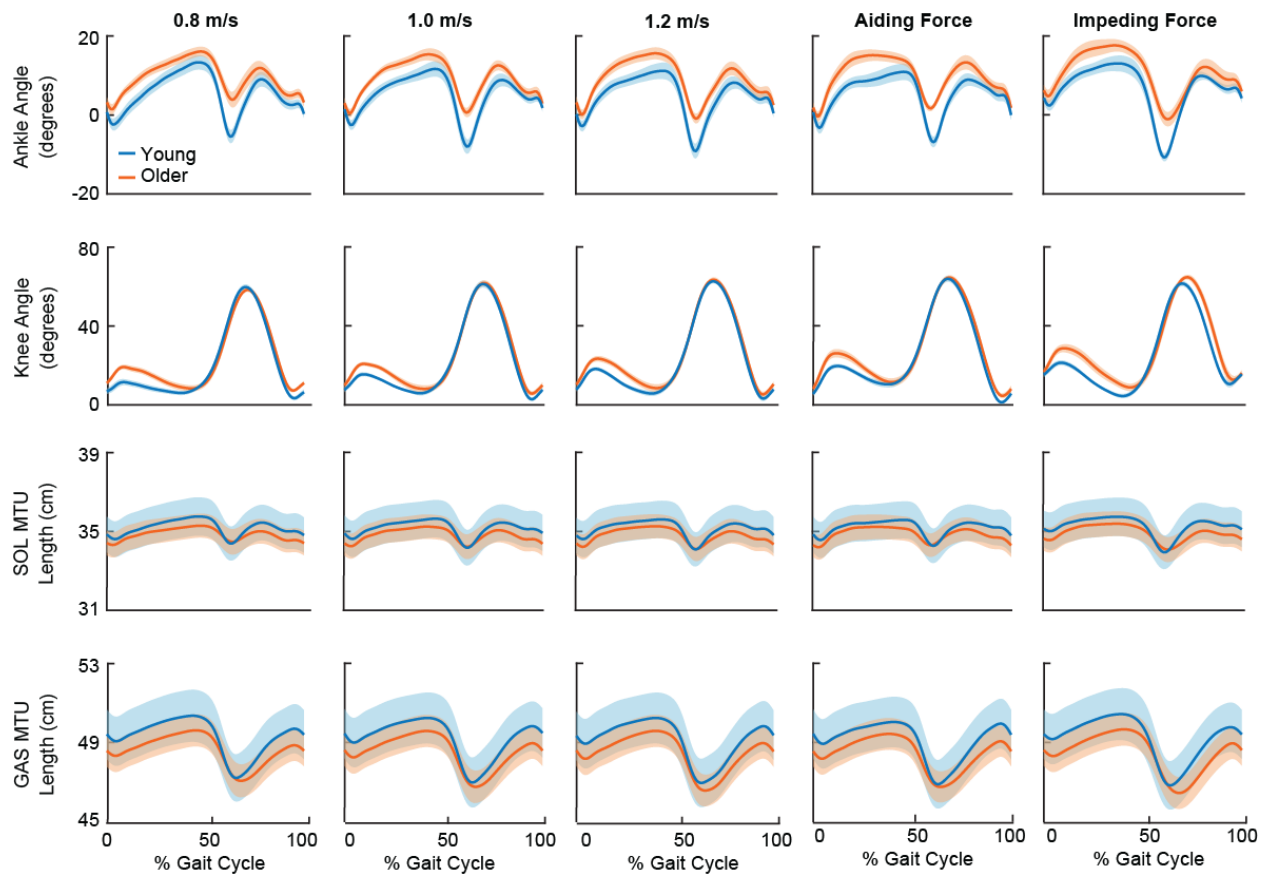 0.8 m/s 1.0 m/s 1.2 m/s Aiding Force Impeding Force
20
0
-20
Ankle Angle
(degrees)
Young
Older
80
40
0
Knee Angle
(degrees)
39
35
31
SOL MTU
Length (cm)
53
49
45
GAS MTU
Length (cm)
0 50 100 0 50 100 0 50 100 0 50 100 0 50 100
% Gait Cycle % Gait Cycle % Gait Cycle % Gait Cycle % Gait Cycle